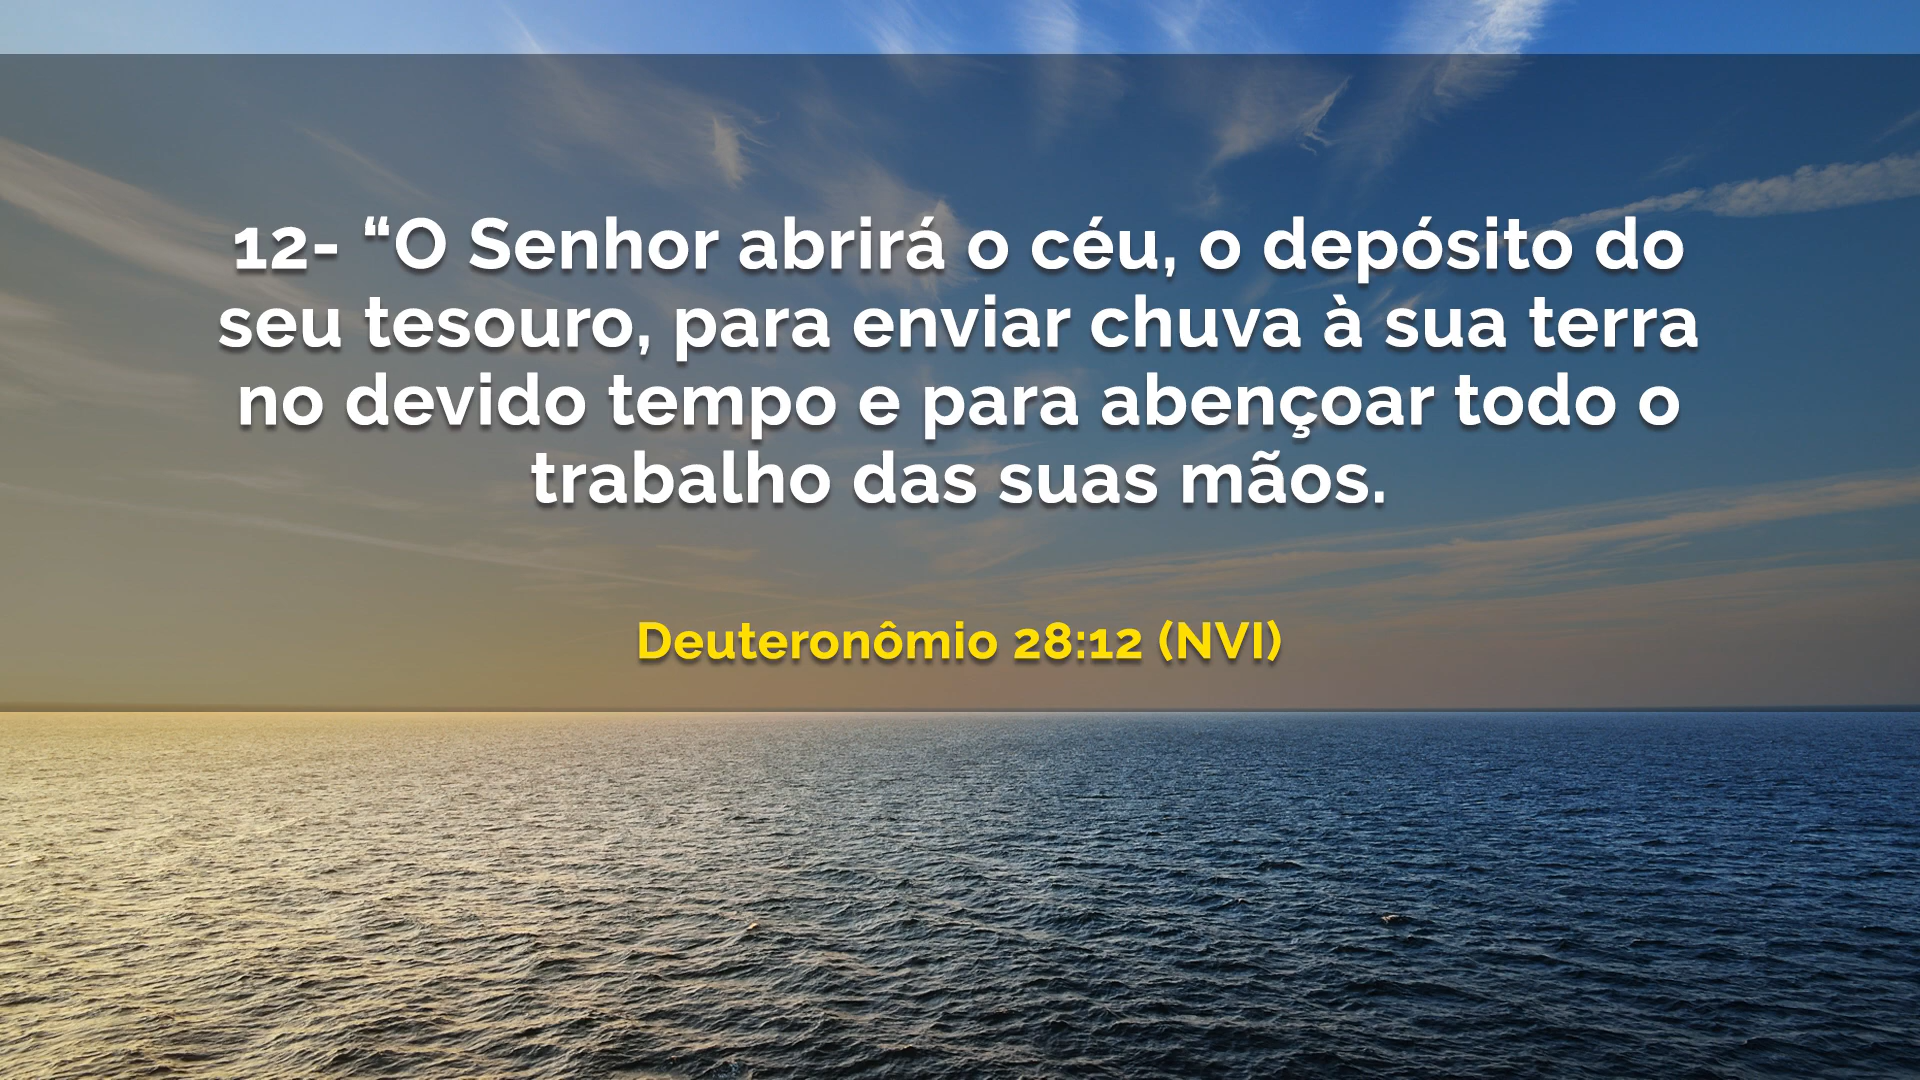 12- “O Senhor abrirá o céu, o depósito do
seu tesouro, para enviar chuva à sua terra
no devido tempo e para abençoar todo o
trabalho das suas mãos.
Deuteronômio 28:12 (NVI)